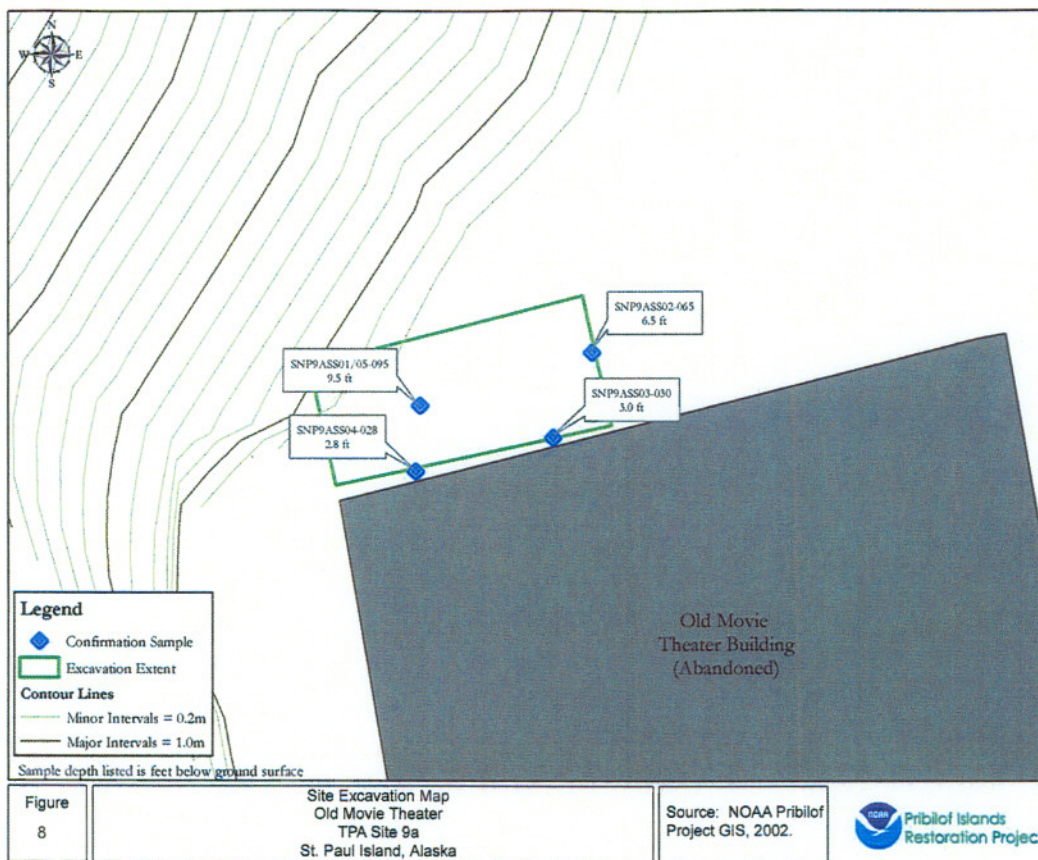 N
W E
S
SNP9ASS02-065
6.5 ft
SNP9ASS01/05-095
9.5 ft
SNP9ASS03-030
3.0 ft
SNP9ASS04-028
2.8 ft
Old Movie
Theater Building
(Abandoned)
Legend
Confirmation Sample
Excavation Extent
Contour Lines
Minor Intervals = 0.2m
Major Intervals = 1.0m
Sample depth listed is feet below ground surface
Figure
8
Site Excavation Map
Old Movie Theater
TPA Site 9a
St. Paul Island, Alaska
Source: NOAA Pribilof
Project GIS, 2002.
NOAA
Pribilof Islands
Restoration Project